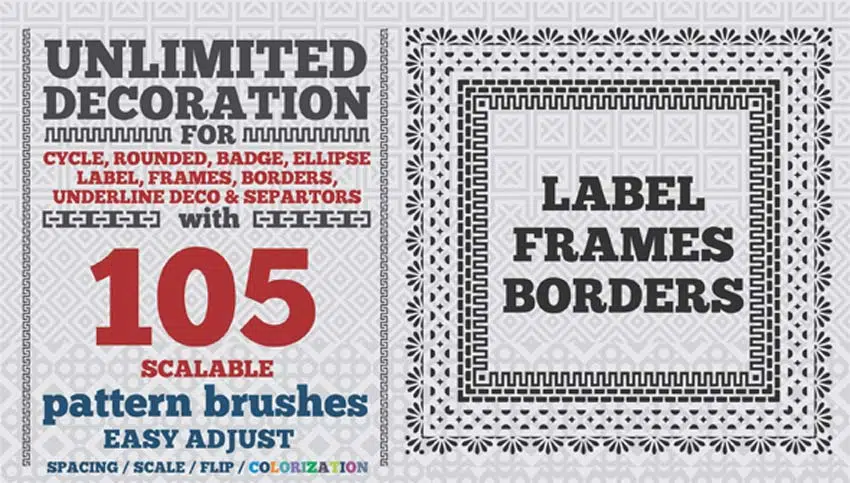 UNLIMITED
DECORATION
FOR
CYCLE, ROUNDED, BADGE, ELLIPSE
LABEL, FRAMES, BORDERS,
UNDERLINE DECO & SEPARTORS
with
105
SCALABLE
pattern brushes
EASY ADJUST
SPACING / SCALE / FLIP / COLORIZATION
LABEL
FRAMES
BORDERS